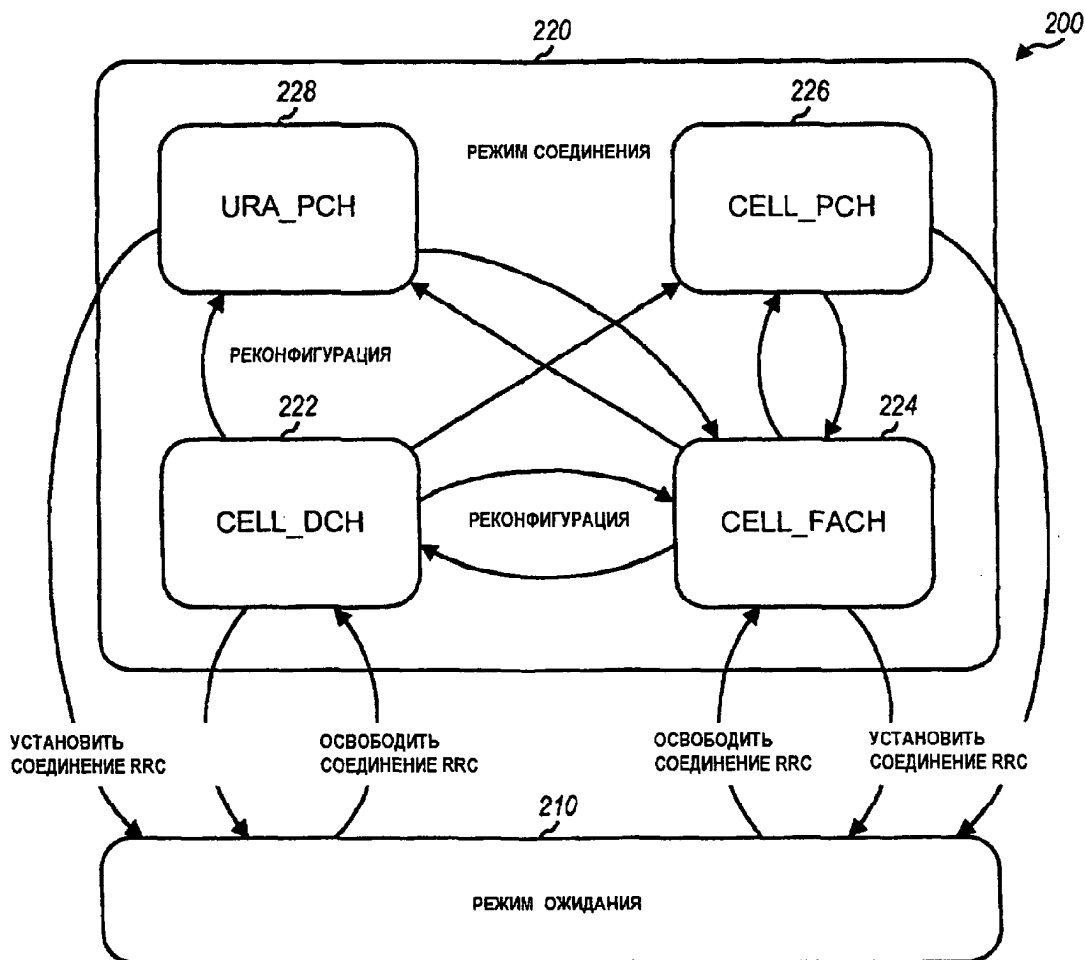 200
220
228
226
РЕЖИМ СОЕДИНЕНИЯ
URA_PCH
CELL_PCH
РЕКОНФИГУРАЦИЯ
222
224
CELL_DCH
РЕКОНФИГУРАЦИЯ
CELL_FACH
УСТАНОВИТЬ
СОЕДИНЕНИЕ RRC
ОСВОБОДИТЬ
СОЕДИНЕНИЕ RRC
ОСВОБОДИТЬ
СОЕДИНЕНИЕ RRC
УСТАНОВИТЬ
СОЕДИНЕНИЕ RRC
210
РЕЖИМ ОЖИДАНИЯ